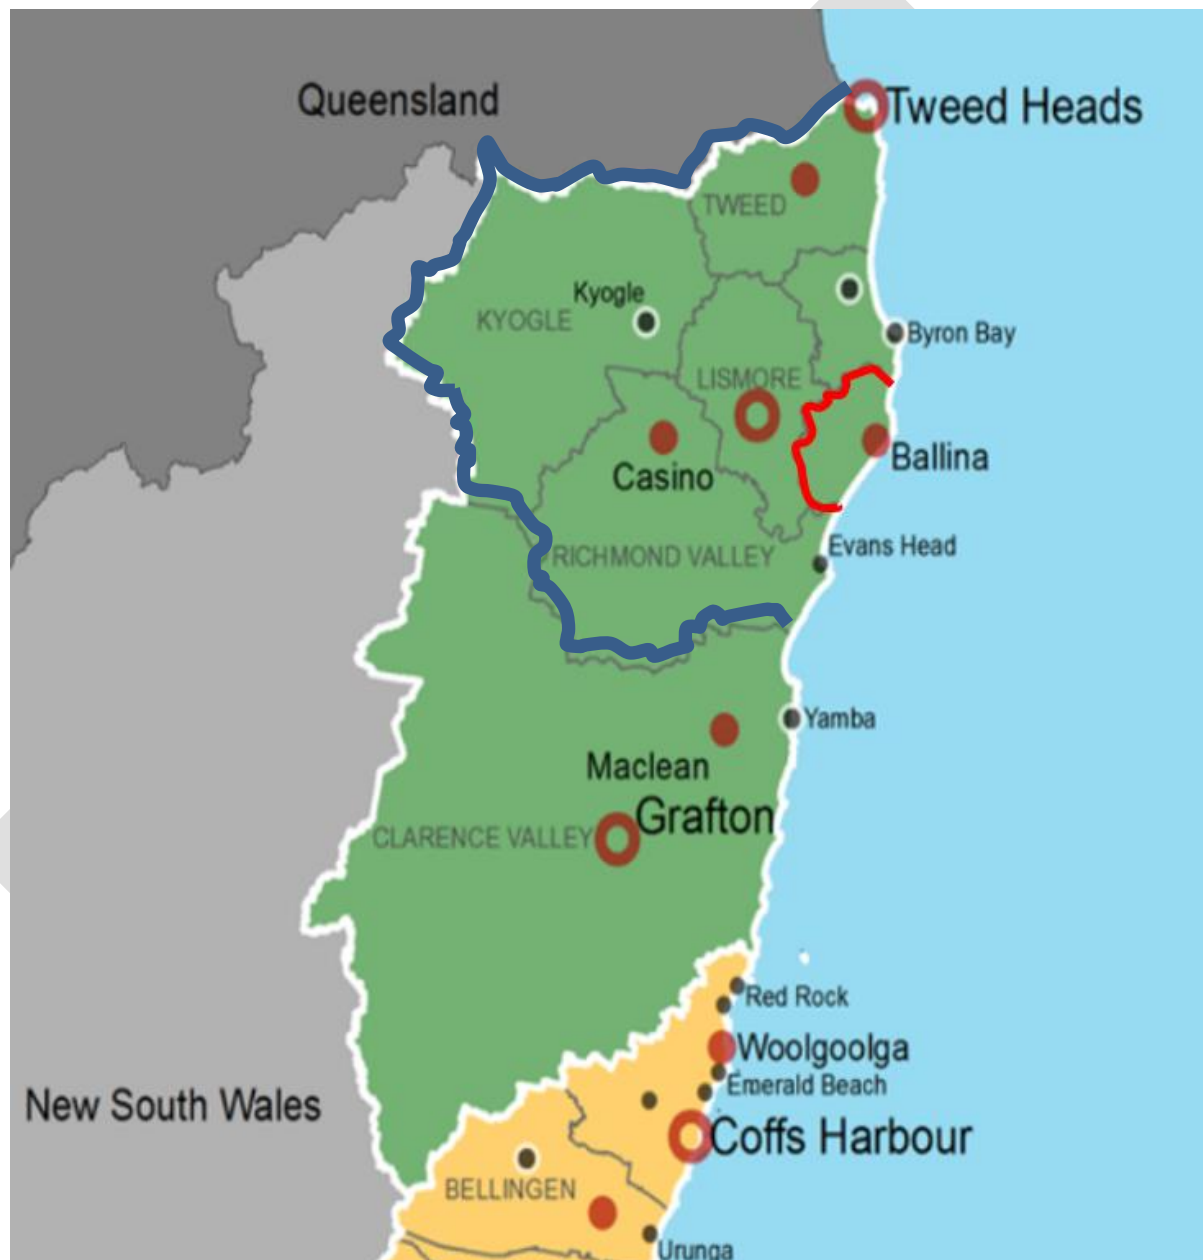 Queensland
Tweed Heads
TWEED
Kyogle
KYOGLE
Byron Bay
LISMORE
Ballina
Casino
Evans Head
RICHMOND VALLEY
Yamba
Maclean
Grafton
CLARENCE VALLEY
Red Rock
Woolgoolga
Emerald Beach
New South Wales
Coffs Harbour
BELLINGEN
Urunga